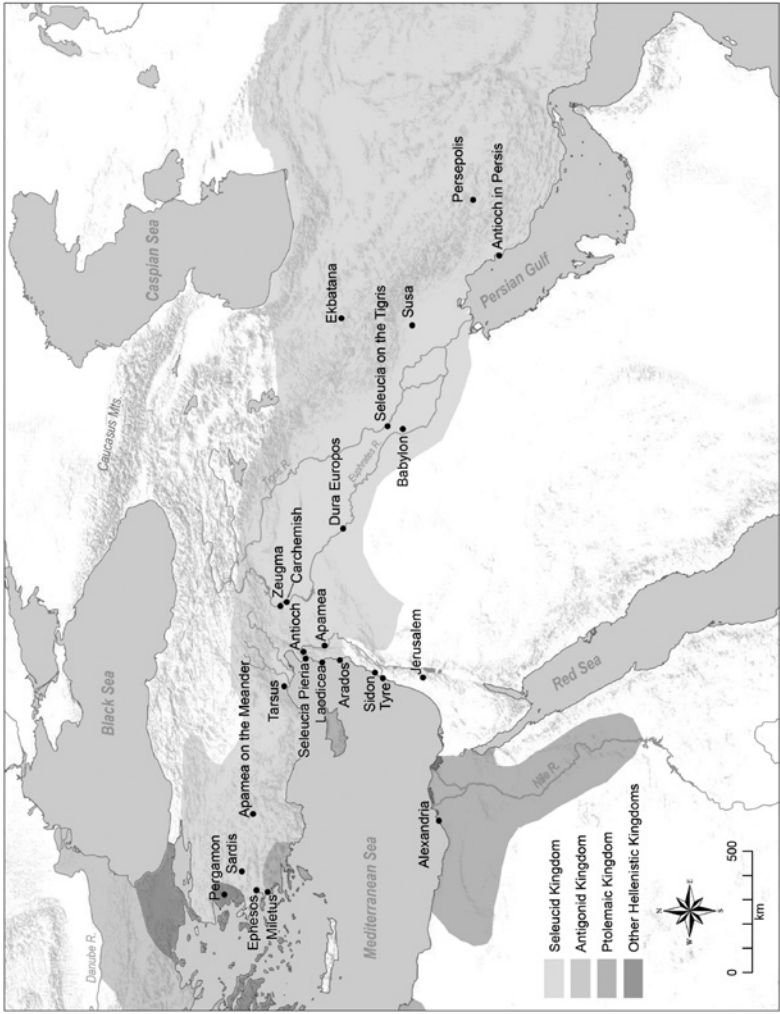 Black Sea
Caspian Sea
Caucasus Mts.
Danube R.
Mediterranean Sea
Red Sea
Persian Gulf
Nile R.
Tigris R.
Euphrates R.
Pergamon
Sardis
Ephesos
Miletus
Apamea on the Meander
Tarsus
Seleucia Pieria
Antioch
Laodicea
Apamea
Arados
Sidon
Tyre
Jerusalem
Alexandria
Zeugma
Carchemish
Dura Europos
Babylon
Seleucia on the Tigris
Ekbatana
Susa
Persepolis
Antioch in Persis
Seleucid Kingdom
Antigonid Kingdom
Ptolemaic Kingdom
Other Hellenistic Kingdoms
N
E
S
W
0 500
km